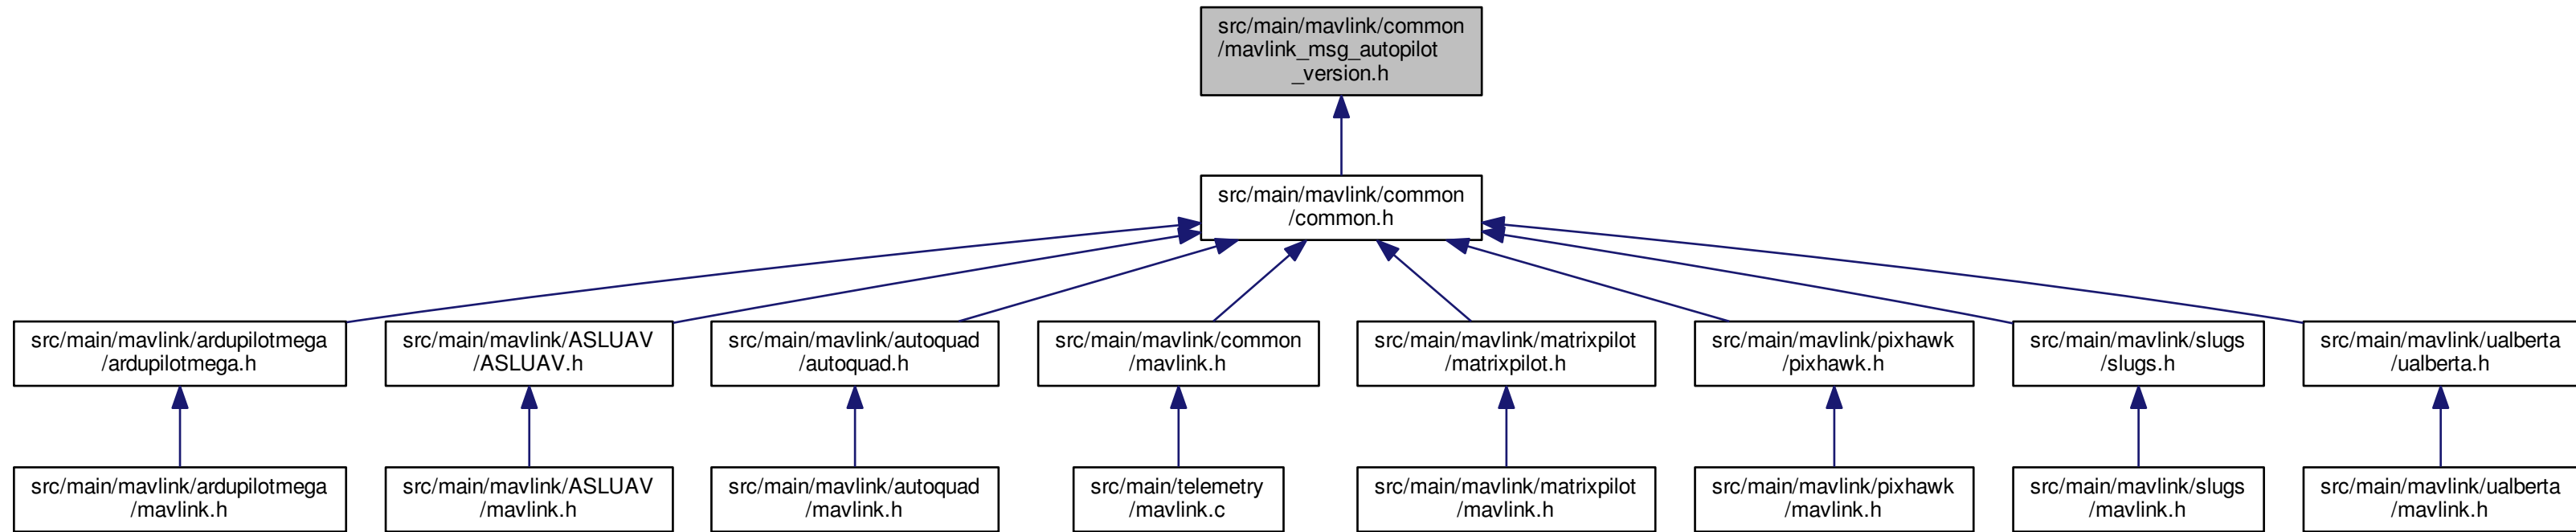 src/main/mavlink/common
/mavlink_msg_autopilot
_version.h
src/main/mavlink/common
/common.h
src/main/mavlink/ardupilotmega
/ardupilotmega.h
src/main/mavlink/ASLUAV
/ASLUAV.h
src/main/mavlink/autoquad
/autoquad.h
src/main/mavlink/common
/mavlink.h
src/main/mavlink/matrixpilot
/matrixpilot.h
src/main/mavlink/pixhawk
/pixhawk.h
src/main/mavlink/slugs
/slugs.h
src/main/mavlink/ualberta
/ualberta.h
src/main/mavlink/ardupilotmega
/mavlink.h
src/main/mavlink/ASLUAV
/mavlink.h
src/main/mavlink/autoquad
/mavlink.h
src/main/telemetry
/mavlink.c
src/main/mavlink/matrixpilot
/mavlink.h
src/main/mavlink/pixhawk
/mavlink.h
src/main/mavlink/slugs
/mavlink.h
src/main/mavlink/ualberta
/mavlink.h